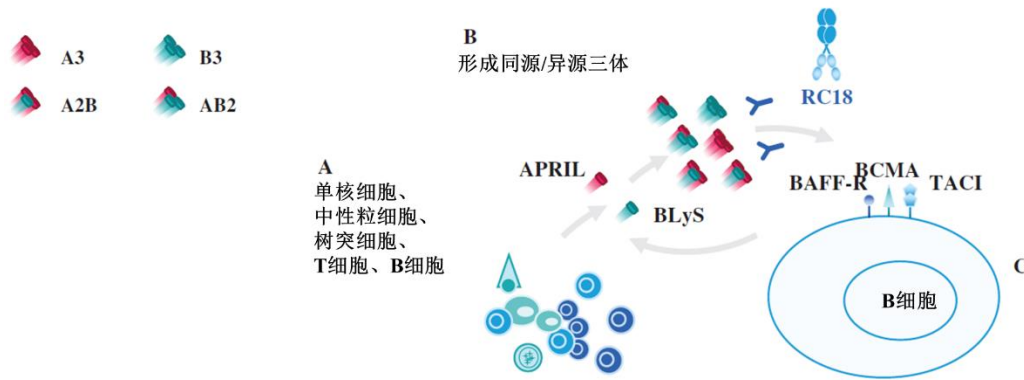 A3
B3
A2B
AB2
B
形成同源/异源三体
RC18
A
单核细胞、
中性粒细胞、
树突细胞、
T细胞、B细胞
APRIL
BLyS
BCMA
BAFF-R
TACI
B细胞
C